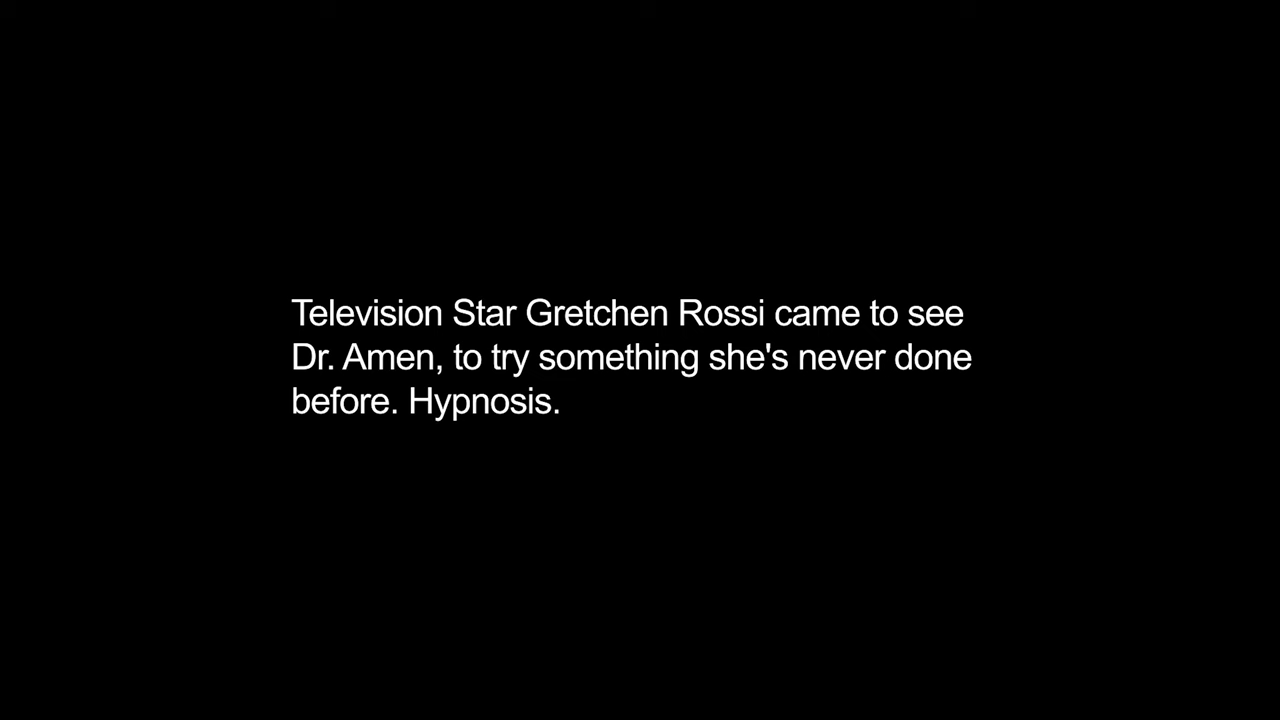 Television Star Gretchen Rossi came to see
Dr. Amen, to try something she's never done
before. Hypnosis.